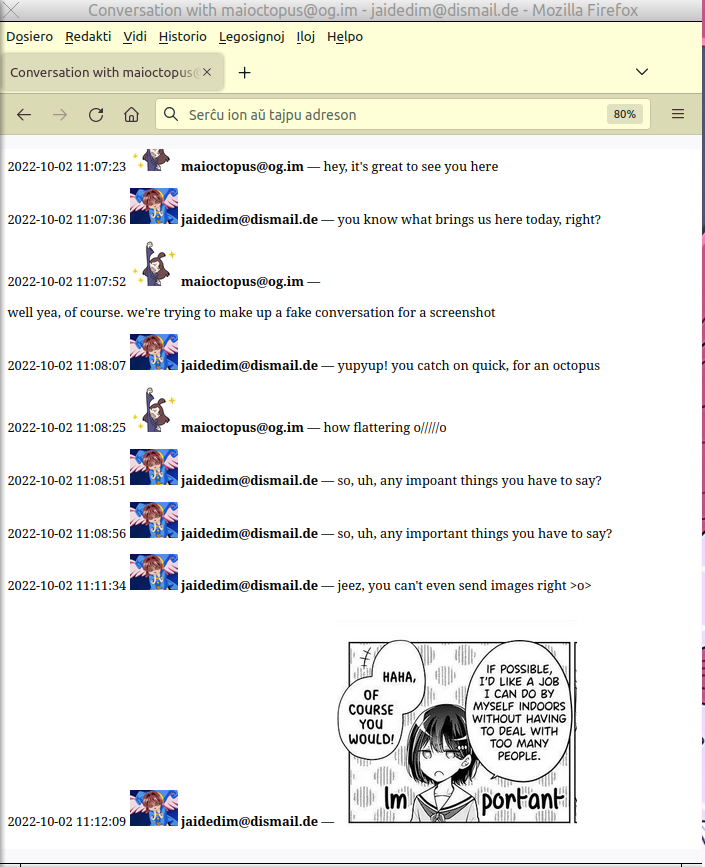 Conversation with maioctopus@og.im - jaidedim@dismail.de - Mozilla Firefox
Dosiero Redakti Vidi Historio Legosignoj Iloj Helpo
Conversation with maioctopus@
Serĉu ion aŭ tajpu adreson 80%
2022-10-02 11:07:23 maioctopus@og.im — hey, it's great to see you here
2022-10-02 11:07:36 jaidedim@dismail.de — you know what brings us here today, right?
2022-10-02 11:07:52 maioctopus@og.im —
well yea, of course. we're trying to make up a fake conversation for a screenshot
2022-10-02 11:08:07 jaidedim@dismail.de — yupyup! you catch on quick, for an octopus
2022-10-02 11:08:25 maioctopus@og.im — how flattering o/////o
2022-10-02 11:08:51 jaidedim@dismail.de — so, uh, any impoant things you have to say?
2022-10-02 11:08:56 jaidedim@dismail.de — so, uh, any important things you have to say?
2022-10-02 11:11:34 jaidedim@dismail.de — jeez, you can't even send images right >o>
IF POSSIBLE,
I'D LIKE A JOB
I CAN DO BY
MYSELF INDOORS
WITHOUT HAVING
TO DEAL WITH
TOO MANY
PEOPLE.
HAHA,
OF
COURSE
YOU
WOULD!
Im portant
2022-10-02 11:12:09 jaidedim@dismail.de —